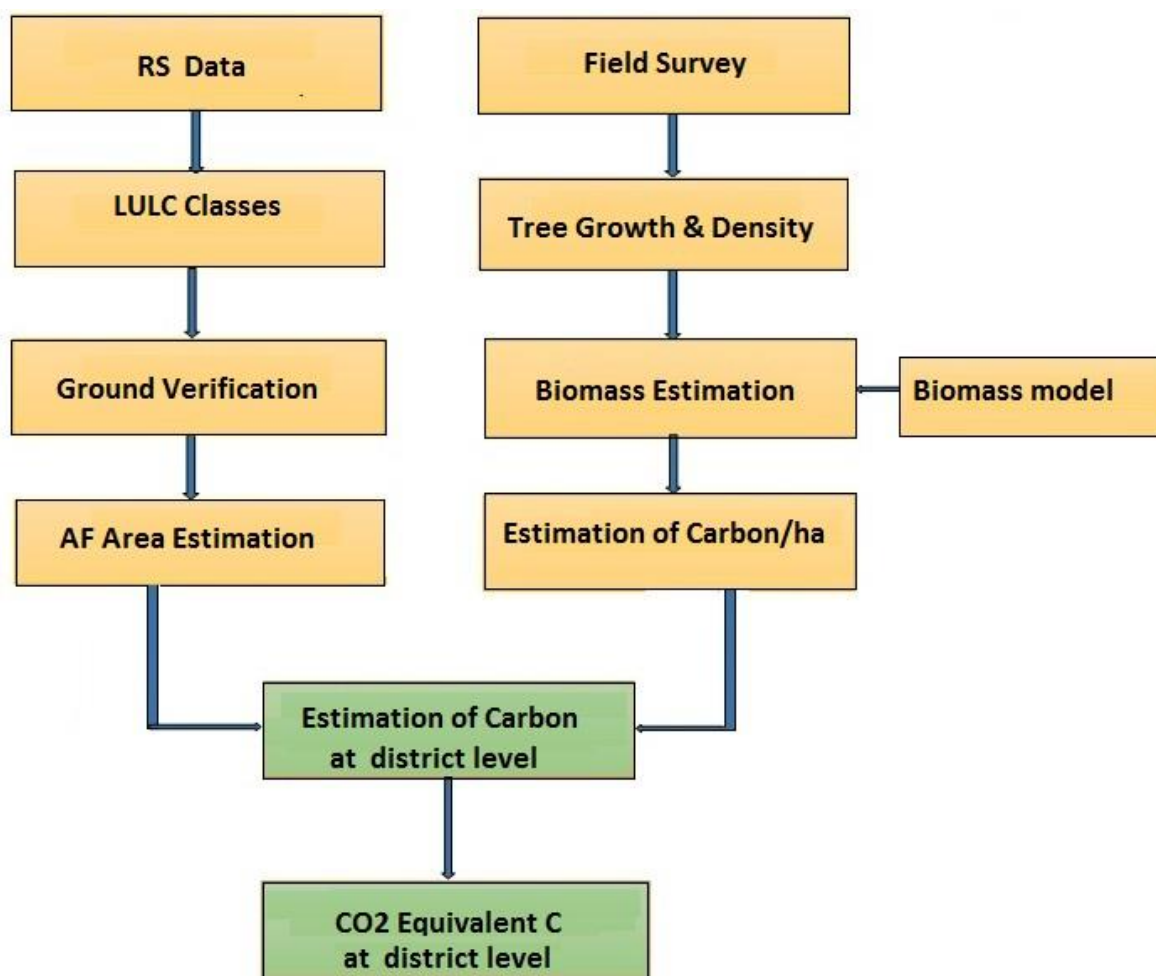 RS Data
Field Survey
LULC Classes
Tree Growth & Density
Ground Verification
Biomass Estimation
Biomass model
AF Area Estimation
Estimation of Carbon/ha
Estimation of Carbon
at district level
CO2 Equivalent C
at district level